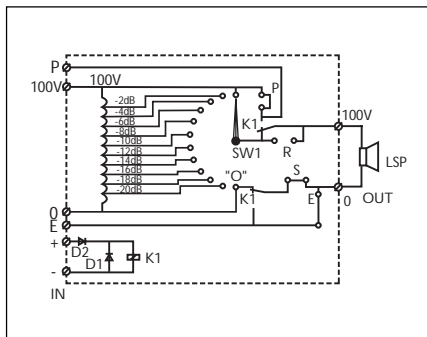 P
100V
100V
-2dB
-4dB
-6dB
-8dB
-10dB
-12dB
-14dB
-16dB
-18dB
-20dB
P
K1
SW1
R
100V
LSP
"O"
K1
S
E
0
OUT
0
E
+
-
D2
D1
K1
IN